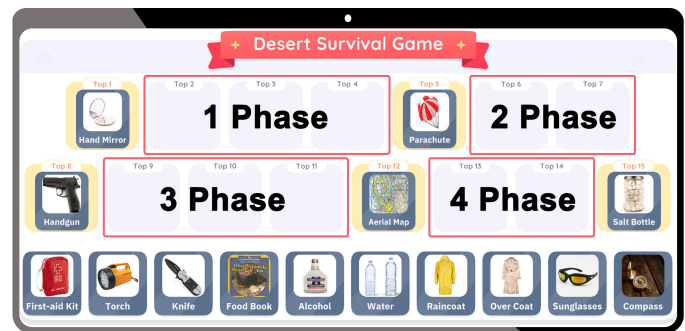 Desert Survival Game
Top 1 Top 2 Top 3 Top 4 Top 5 Top 6 Top 7
1 Phase 2 Phase
Hand Mirror Parachute
Top 8 Top 9 Top 10 Top 11 Top 12 Top 13 Top 14 Top 15
3 Phase 4 Phase
Handgun Aerial Map Salt Bottle
First-aid Kit Torch Knife Food Book Alcohol Water Raincoat Over Coat Sunglasses Compass